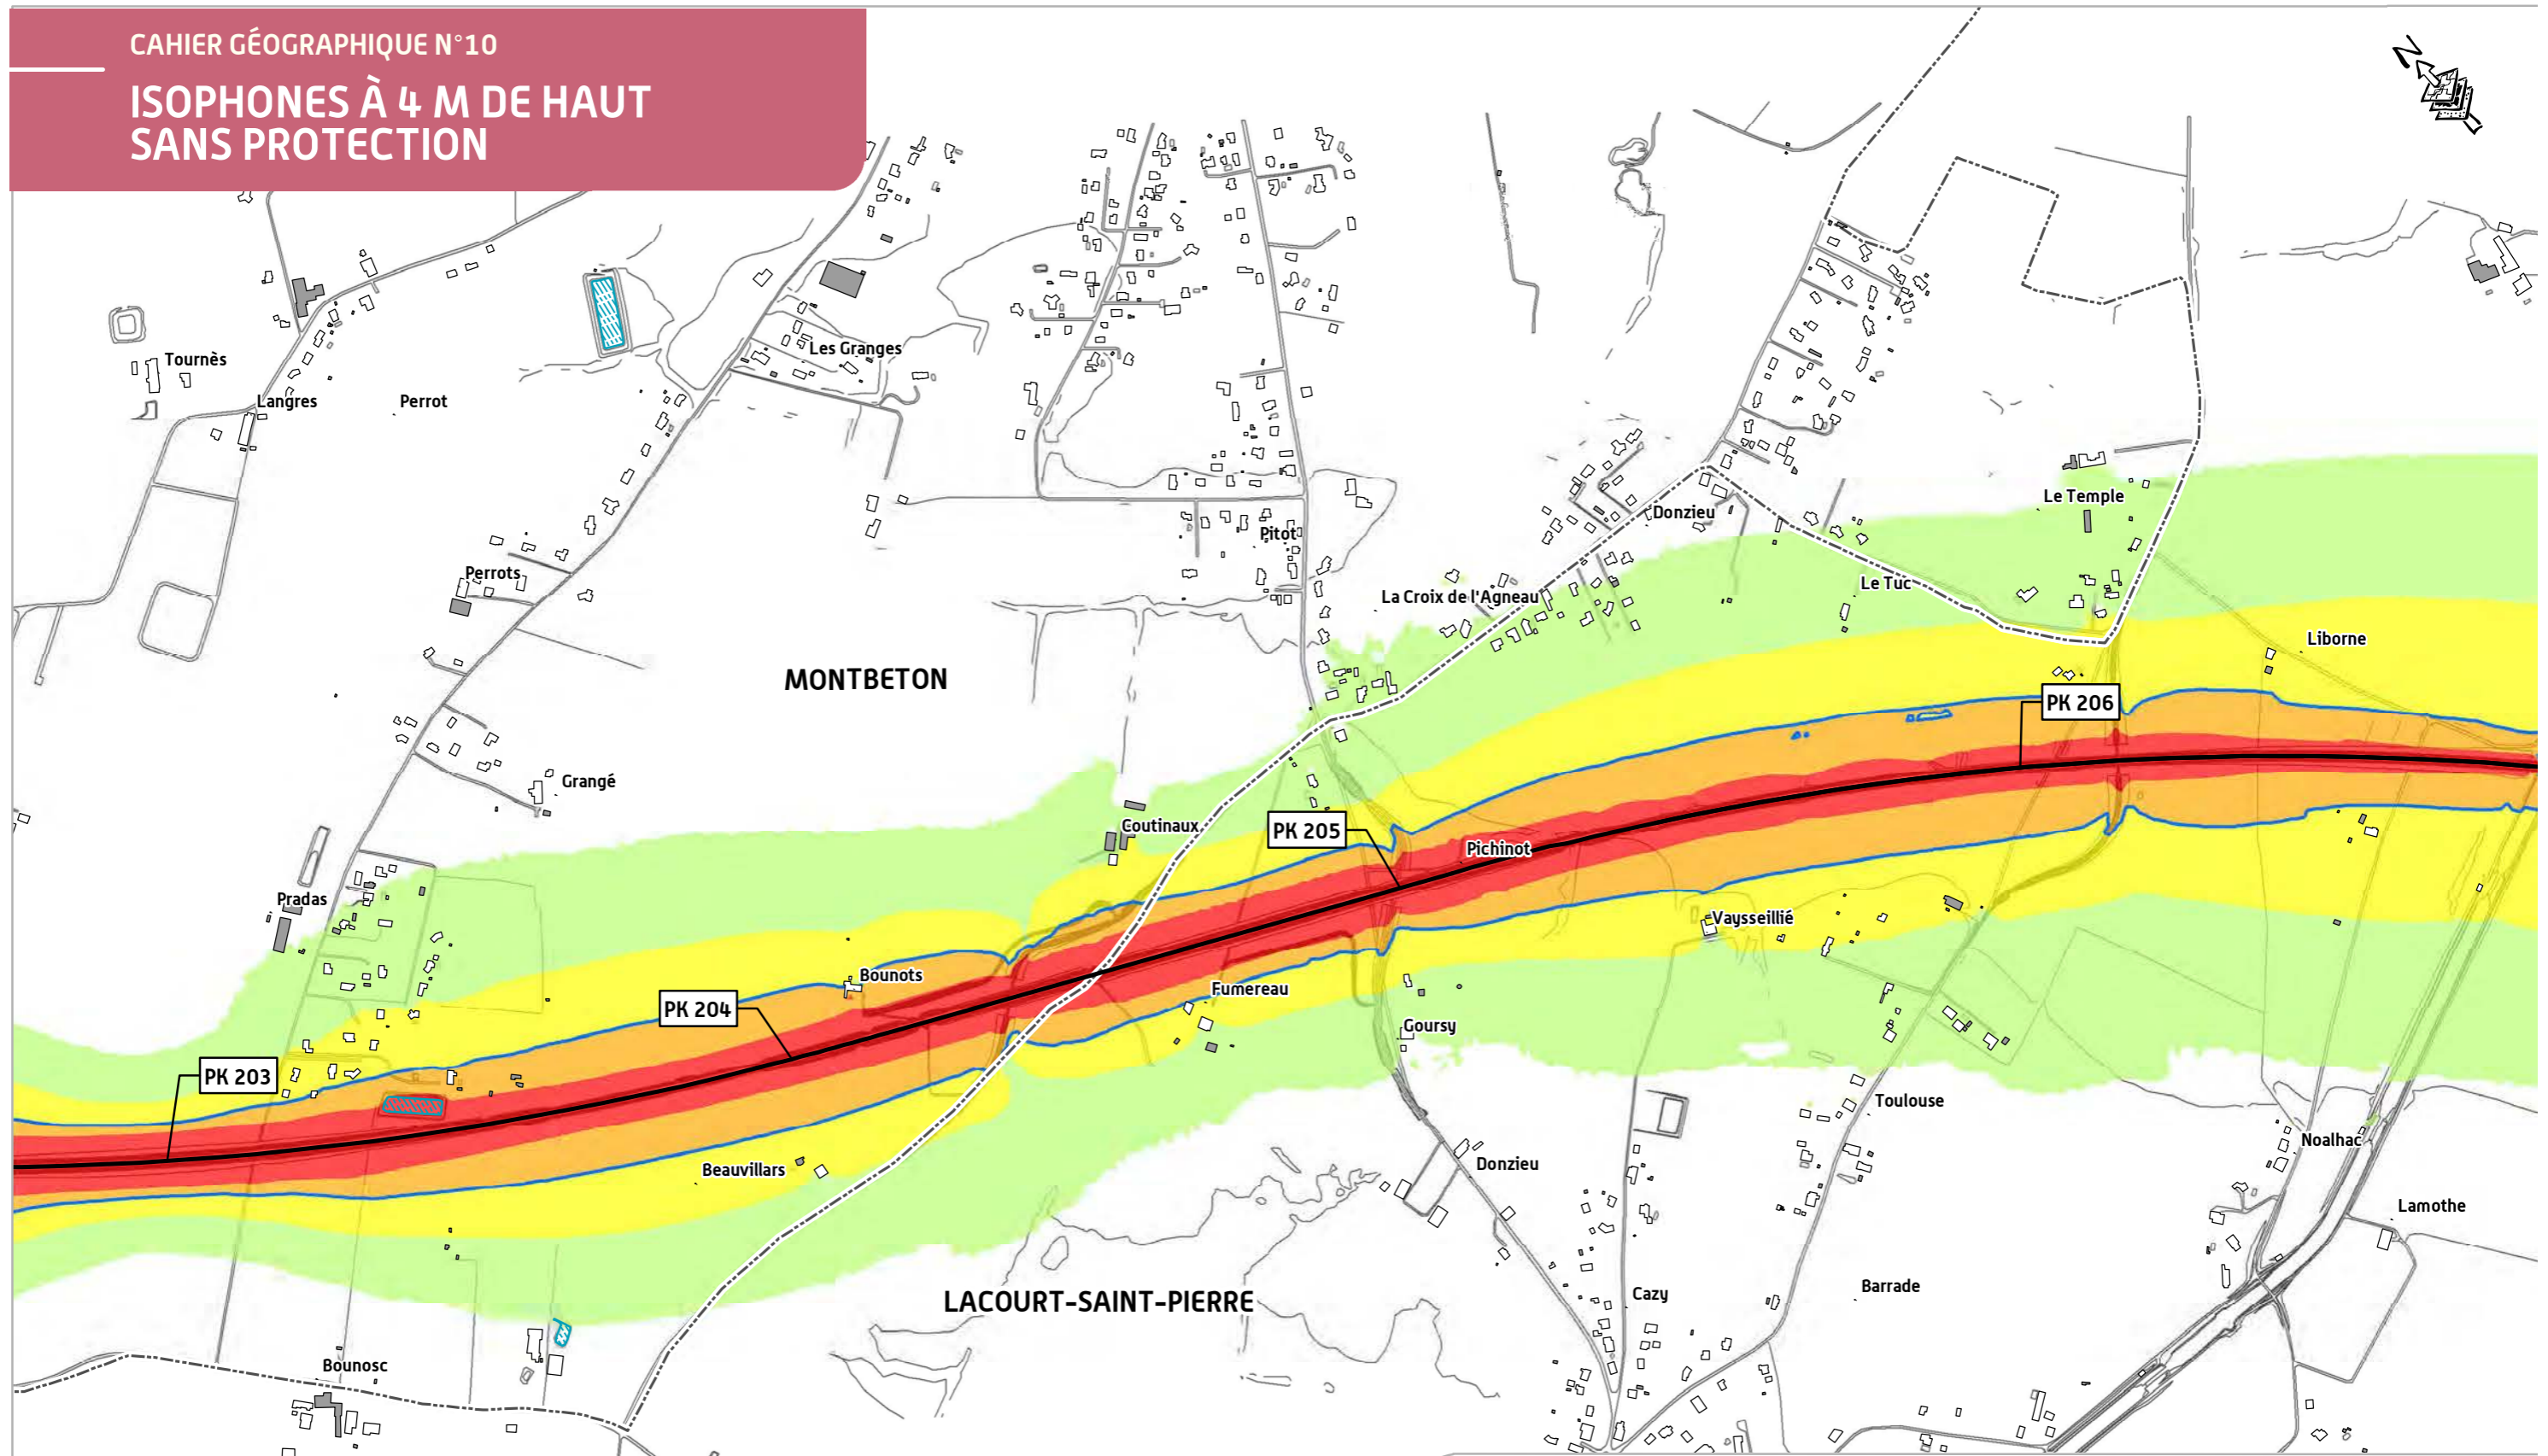 CAHIER GÉOGRAPHIQUE N°10
ISOPHONES À 4 M DE HAUT
SANS PROTECTION
N
Tournès
Langres
Perrot
Les Granges
Perrots
Pitot
Donzieu
Le Temple
La Croix de l'Agneau
Le Tuc
Liborne
MONTBETON
PK 206
Grangé
Coutinaux
PK 205
Pichinot
Pradas
Vaysseillié
Bounots
Fumereau
PK 204
Goursy
PK 203
Toulouse
Noalhac
Beauvillars
Donzieu
Lamothe
LACOURT-SAINT-PIERRE
Cazy
Barrade
Bounosc